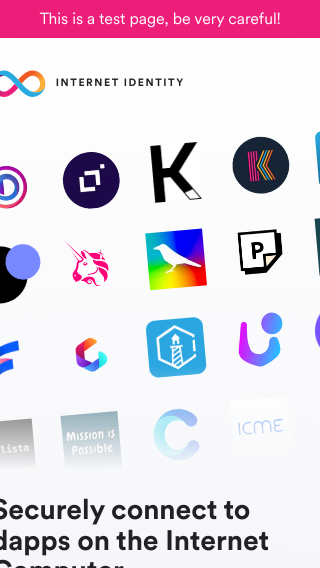 This is a test page, be very careful!
INTERNET IDENTITY
K
P
Mission is
Possible
ICME
Securely connect to
dapps on the Internet
Computer